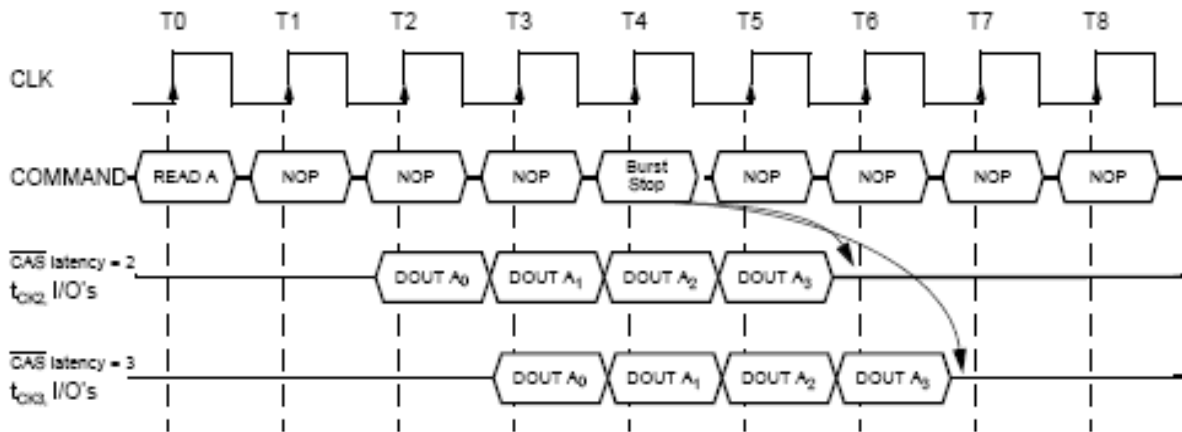 T0 T1 T2 T3 T4 T5 T6 T7 T8
CLK
COMMAND READ A NOP NOP NOP Burst Stop NOP NOP NOP NOP
CAS latency = 2
tCK2, I/O's DOUT A0 DOUT A1 DOUT A2 DOUT A3
CAS latency = 3
tCK3, I/O's DOUT A0 DOUT A1 DOUT A2 DOUT A3